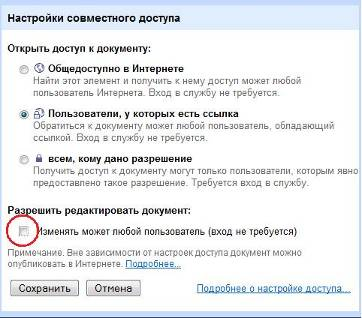 Настройки совместного доступа
Открыть доступ к документу:
Общедоступно в Интернете
Найти этот элемент и получить к нему доступ может любой
пользователь Интернета. Вход в службу не требуется.
Пользователи, у которых есть ссылка
Обратиться к документу может любой пользователь, обладающий
ссылкой. Вход в службу не требуется.
всем, кому дано разрешение
Получить доступ к документу могут только пользователи, которым явно
предоставлено такое разрешение. Требуется вход в службу.
Разрешить редактировать документ:
Изменять может любой пользователь (вход не требуется)
Примечание. Вне зависимости от настроек доступа документ можно
опубликовать в Интернете. Подробнее...
Сохранить Отмена Подробнее о настройке доступа...